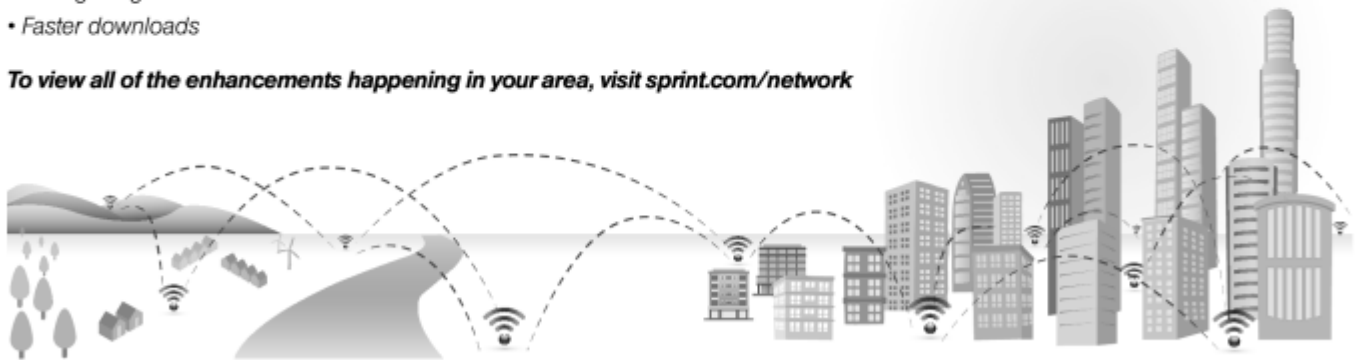 • Faster downloads
To view all of the enhancements happening in your area, visit sprint.com/network